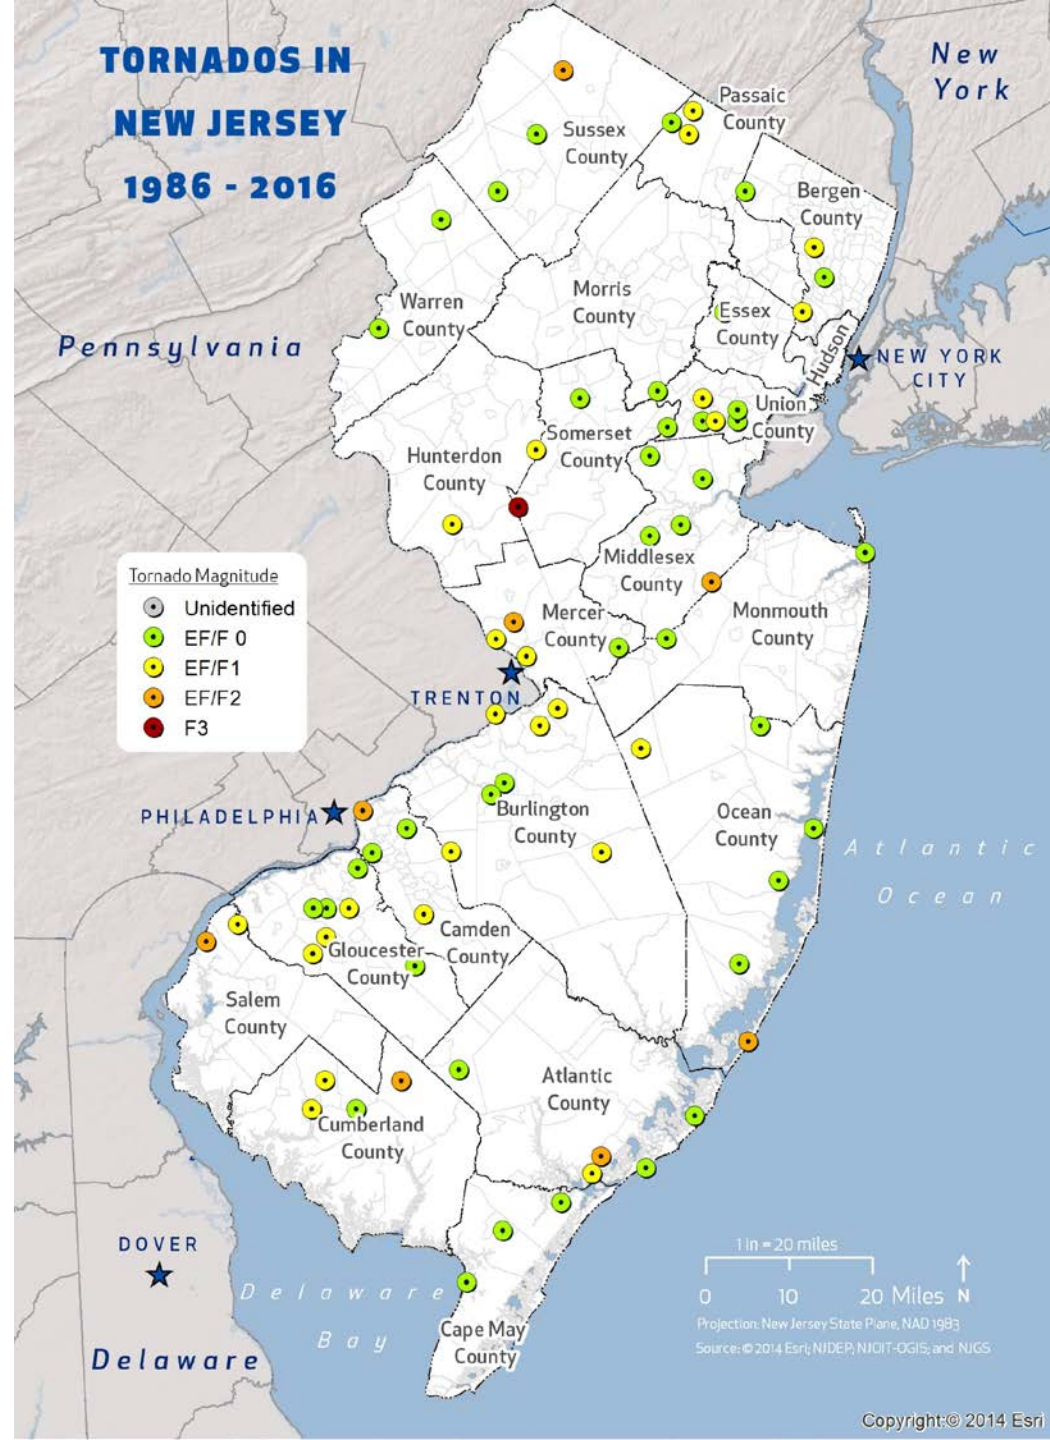 TORNADOS IN
NEW JERSEY
1986 - 2016
New
York
Passaic
County
Sussex
County
Bergen
County
Warren
County
Morris
County
Essex
County
Hudson
Pennsylvania
NEW YORK
CITY
Union
County
Somerset
County
Hunterdon
County
Middlesex
County
Tornado Magnitude
Unidentified
EF/F 0
EF/F1
EF/F2
F3
Mercer
County
Monmouth
County
TRENTON
PHILADELPHIA
Burlington
County
Ocean
County
Atlantic
Ocean
Camden
County
Gloucester
County
Salem
County
Atlantic
County
Cumberland
County
DOVER
Delaware
Bay
Delaware
Cape May
County
1 in = 20 miles
0 10 20 Miles N
Projection: New Jersey State Plane, NAD 1983
Source: © 2014 Esri; NJDEP; NJOIT-OGIS; and NJGS
Copyright:© 2014 Esri